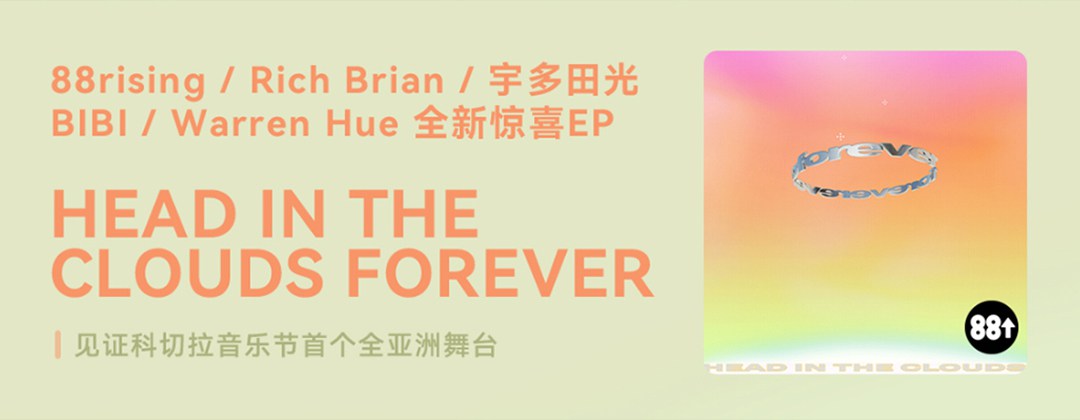 88rising / Rich Brian / 宇多田光
BIBI / Warren Hue 全新惊喜EP
HEAD IN THE
CLOUDS FOREVER
见证科切拉音乐节首个全亚洲舞台
forever
88↑
HEAD IN THE CLOUDS